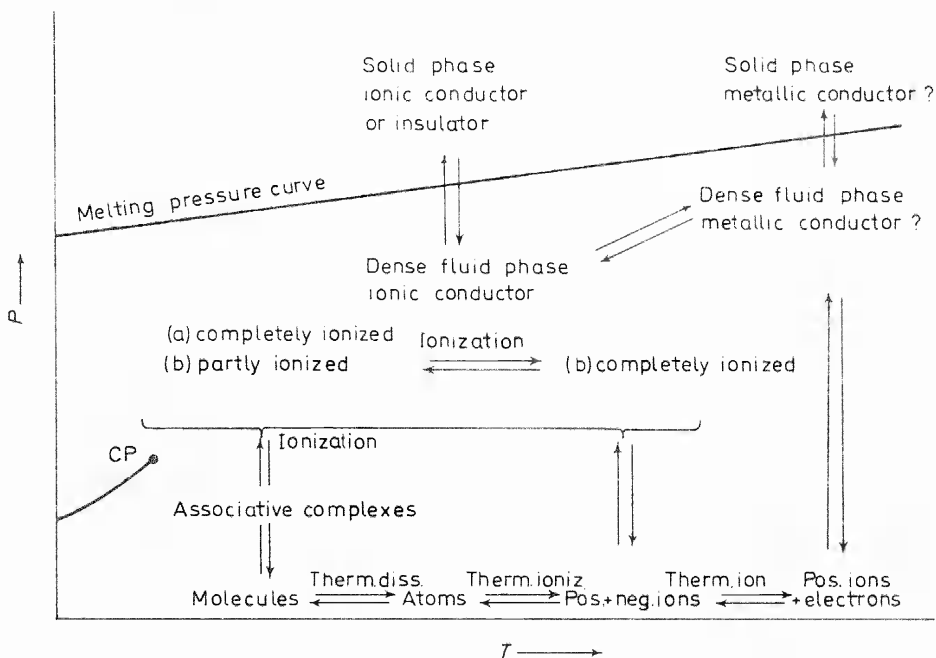 Solid phase
ionic conductor
or insulator
Solid phase
metallic conductor ?
Melting pressure curve
Dense fluid phase
metallic conductor ?
Dense fluid phase
ionic conductor
P
(a) completely ionized
(b) partly ionized
Ionization
(b) completely ionized
CP
Ionization
Associative complexes
Therm.diss.
Therm.ioniz
Therm.ion
Pos. ions
Molecules
Atoms
Pos.+neg.ions
+electrons
T